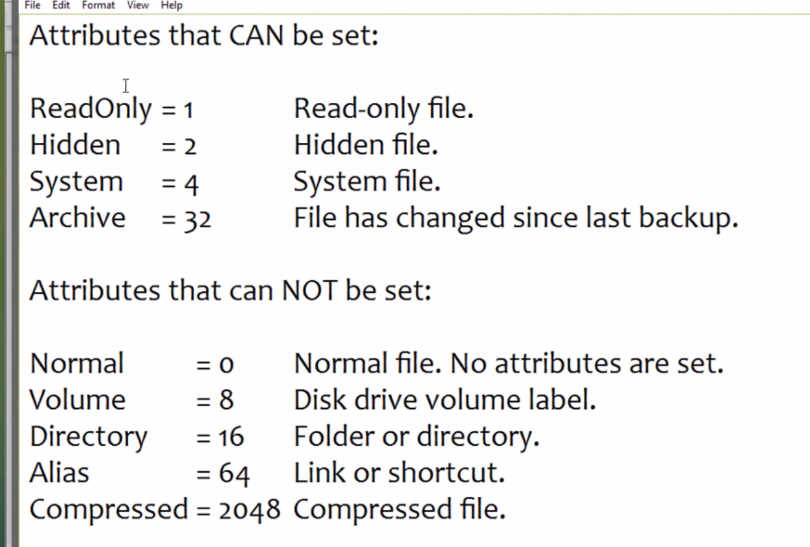 File Edit Format View Help
Attributes that CAN be set:
ReadOnly = 1 Read-only file.
Hidden = 2 Hidden file.
System = 4 System file.
Archive = 32 File has changed since last backup.
Attributes that can NOT be set:
Normal = 0 Normal file. No attributes are set.
Volume = 8 Disk drive volume label.
Directory = 16 Folder or directory.
Alias = 64 Link or shortcut.
Compressed = 2048 Compressed file.